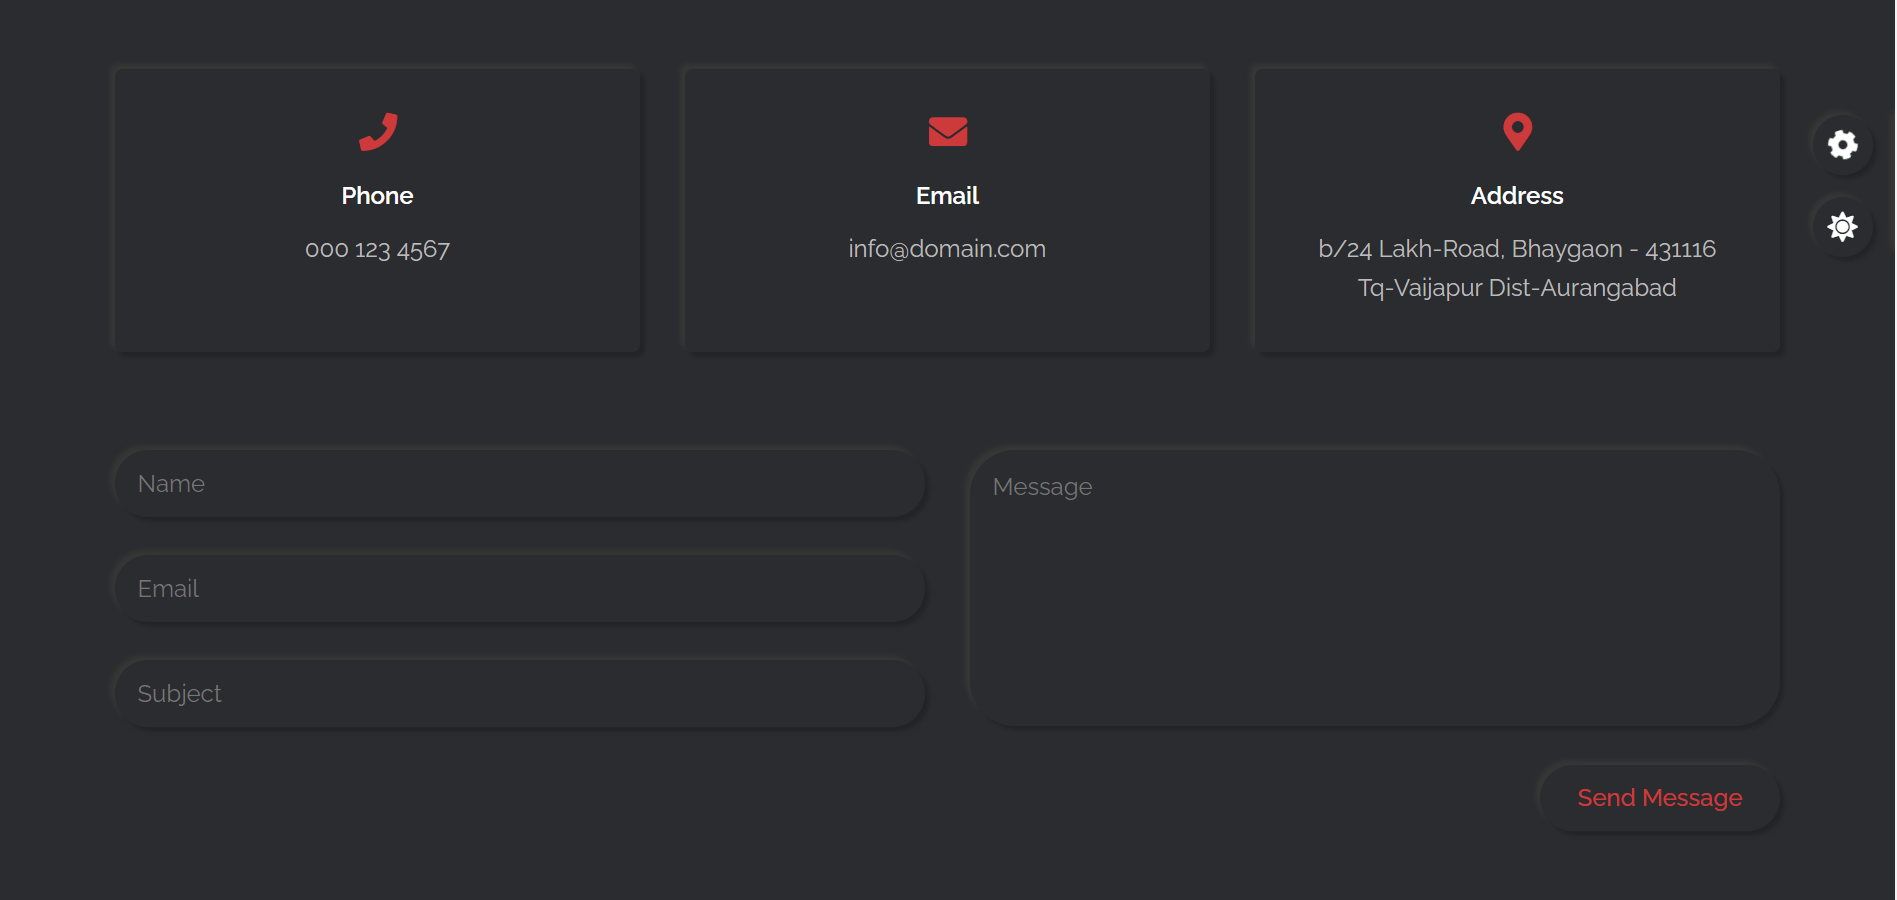 Phone
000 123 4567
Email
info@domain.com
Address
b/24 Lakh-Road, Bhaygaon - 431116
Tq-Vaijapur Dist-Aurangabad
Name
Email
Subject
Message
Send Message